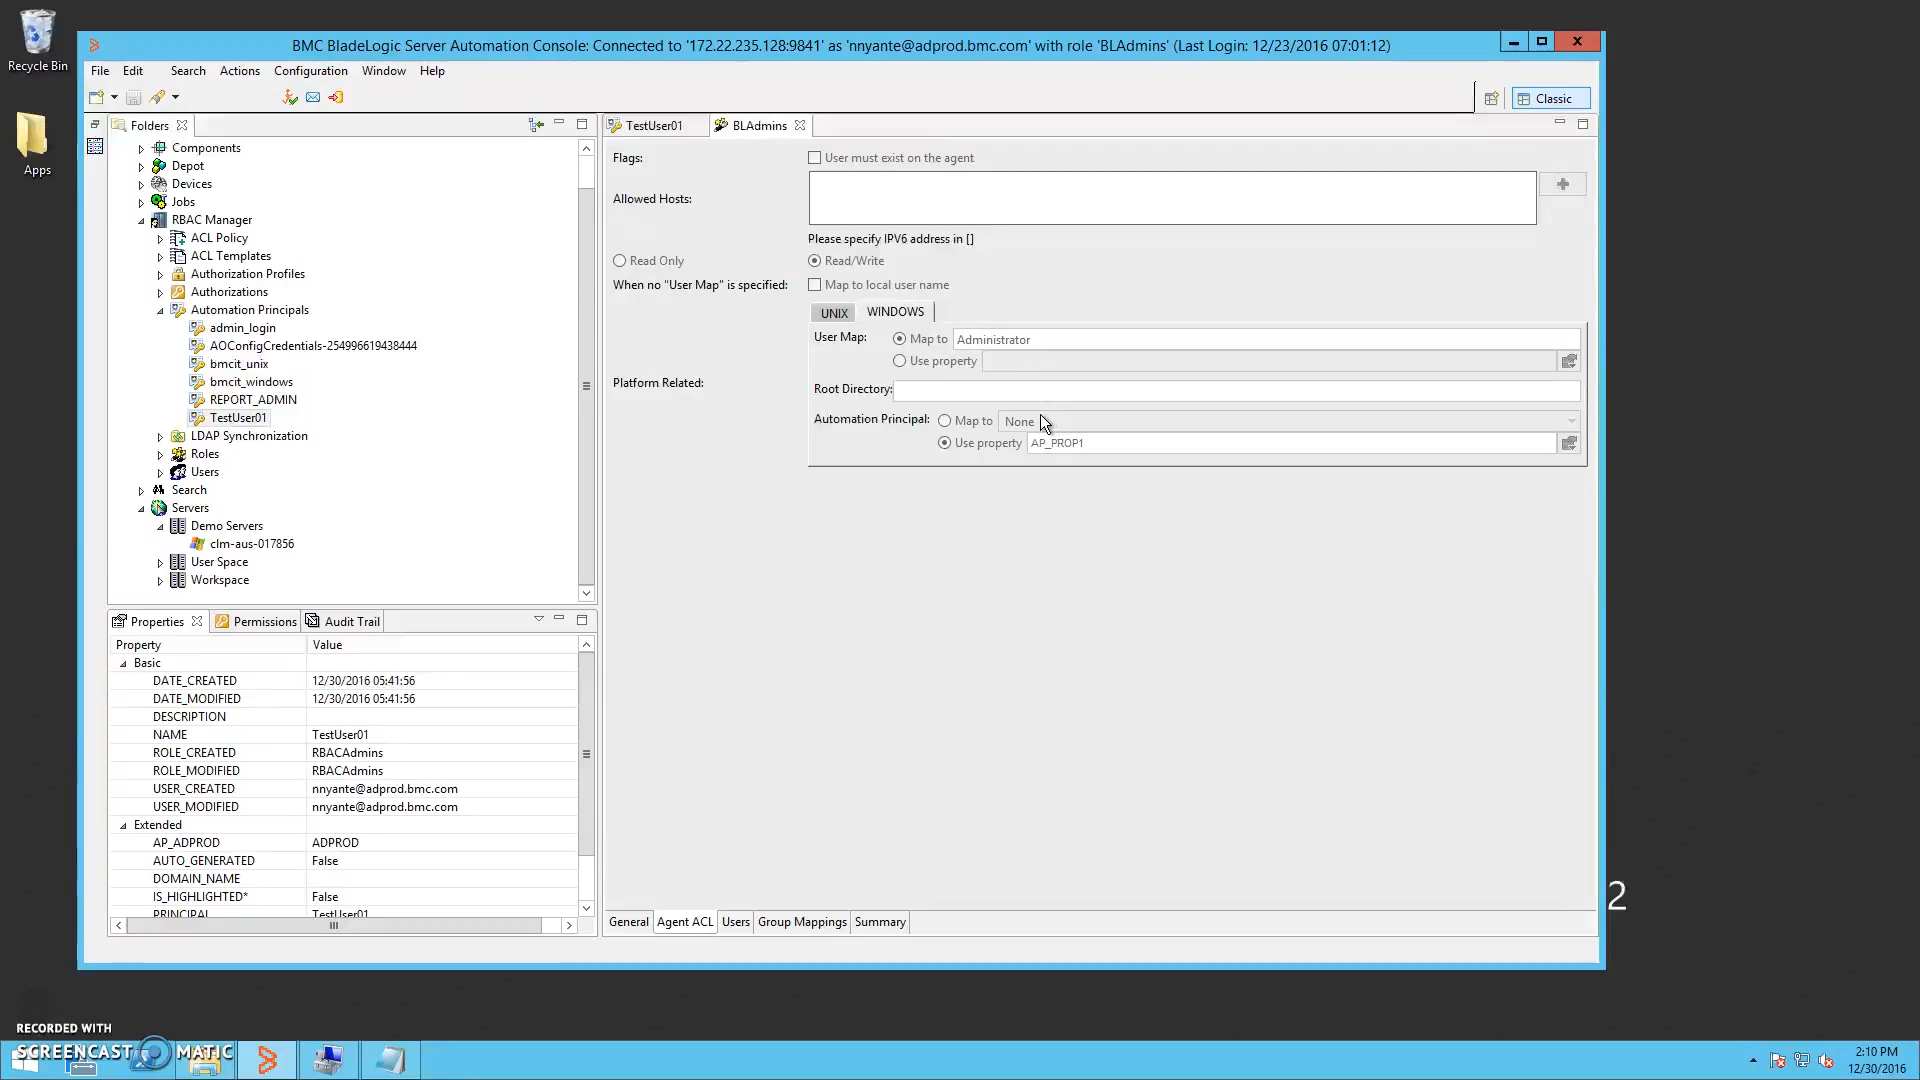 Recycle Bin
Apps
BMC BladeLogic Server Automation Console: Connected to '172.22.235.128:9841' as 'nnyante@adprod.bmc.com' with role 'BLAdmins' (Last Login: 12/23/2016 07:01:12)
File Edit Search Actions Configuration Window Help
Classic
Folders
Components
Depot
Devices
Jobs
RBAC Manager
ACL Policy
ACL Templates
Authorization Profiles
Authorizations
Automation Principals
admin_login
AOConfigCredentials-254996619438444
bmcit_unix
bmcit_windows
REPORT_ADMIN
TestUser01
LDAP Synchronization
Roles
Users
Search
Servers
Demo Servers
clm-aus-017856
User Space
Workspace
Properties Permissions Audit Trail
Property Value
Basic
DATE_CREATED 12/30/2016 05:41:56
DATE_MODIFIED 12/30/2016 05:41:56
DESCRIPTION
NAME TestUser01
ROLE_CREATED RBACAdmins
ROLE_MODIFIED RBACAdmins
USER_CREATED nnyante@adprod.bmc.com
USER_MODIFIED nnyante@adprod.bmc.com
Extended
AP_ADPROD ADPROD
AUTO_GENERATED False
DOMAIN_NAME
IS_HIGHLIGHTED* False
PRINCIPAL TestUser01
TestUser01 BLAdmins
Flags: User must exist on the agent
Allowed Hosts:
Please specify IPV6 address in []
Read Only Read/Write
When no "User Map" is specified: Map to local user name
UNIX WINDOWS
User Map: Map to Administrator
Use property
Platform Related:
Root Directory:
Automation Principal: Map to None
Use property AP_PROP1
General Agent ACL Users Group Mappings Summary
2
RECORDED WITH
SCREENCAST MATIC
2:10 PM
12/30/2016